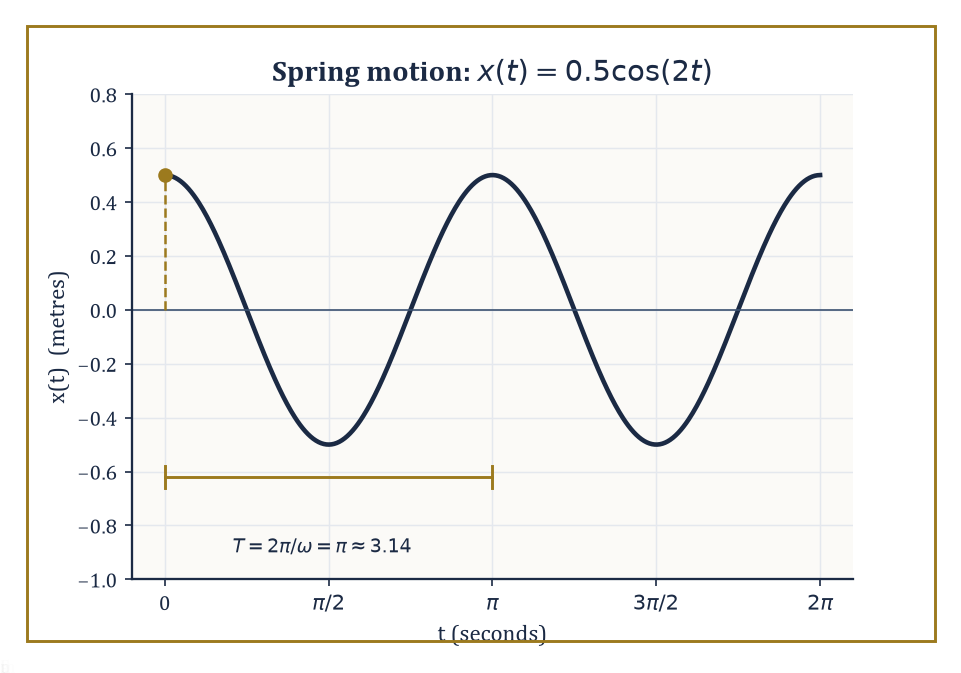 Spring motion: x(t) = 0.5cos(2t)
0.8
0.6
0.4
0.2
0.0
−0.2
−0.4
−0.6
−0.8
−1.0
x(t) (metres)
T = 2π/ω = π ≈ 3.14
0 π/2 π 3π/2 2π
t (seconds)